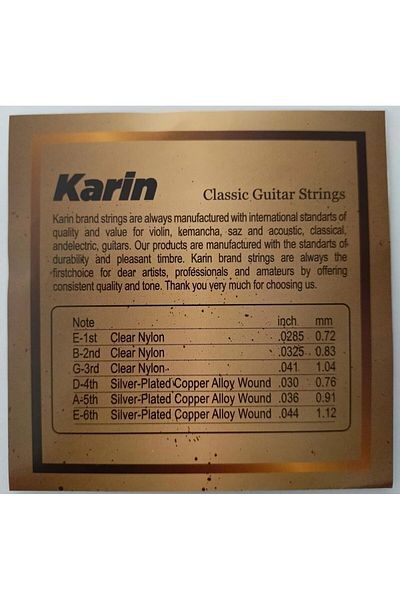 Karin
Classic Guitar Strings
Karin brand strings are always manufactured with international standarts of
quality and value for violin, kemancha, saz and acoustic, classical,
andelectric, guitars. Our products are manufactured with the standarts of
durability and pleasant timbre. Karin brand strings are always the
firstchoice for dear artists, proféssionals and amateurs by offering
consistent quality and tone. Thank you very much for choosing us.
Note inch mm
E-1st Clear Nylon .0285 0.72
B-2nd Clear Nylon .0325 0.83
G-3rd Clear Nylon .041 1.04
D-4th Silver-Plated Copper Alloy Wound .030 0.76
A-5th Silver-Plated Copper Alloy Wound .036 0.91
E-6th Silver-Plated Copper Alloy Wound .044 1.12